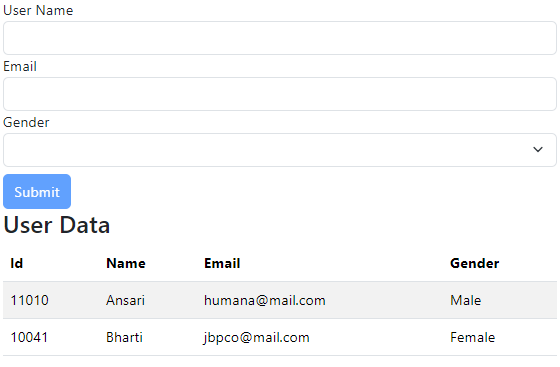 User Name
Email
Gender
Submit
User Data
Id Name Email Gender
11010 Ansari humana@mail.com Male
10041 Bharti jbpco@mail.com Female